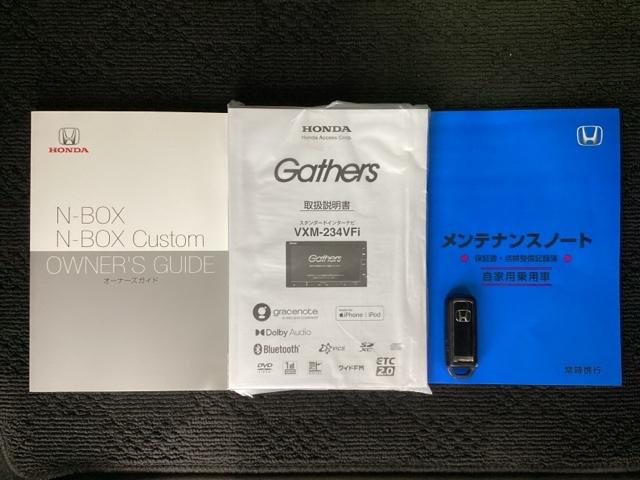 HONDA
N-BOX
N-BOX Custom
OWNER'S GUIDE
オーナーズガイド
HONDA
Honda Access Corp.
Gathers
取扱説明書
スタンダードインターナビ
VXM-234VFi
Gathers
gracenote
iPhone | iPod
Dolby Audio
Bluetooth
SD
XC
DVD
1seg
ワイドFM
ETC
2.0
メンテナンスノート
保証書・点検整備記録簿
自家用乗用車
常時携行